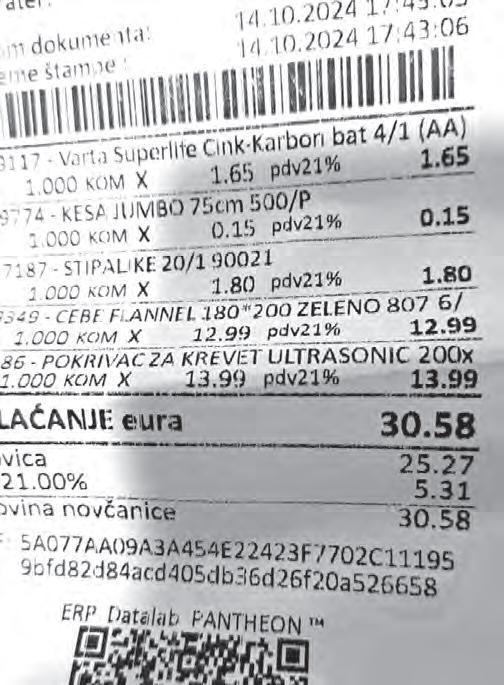 14.10.2024 17:43:05
dokumenta: 14.10.2024 17:43:06
eme štampe :
3117 - Varta Superlife Cink-Karbon bat 4/1 (AA)
1.000 KOM X 1.65 pdv21% 1.65
9774 - KESA JUMBO 75cm 500/P
1.000 KOM X 0.15 pdv21% 0.15
7187 - STIPALIKE 20/1 90021
1.000 KOM X 1.80 pdv21% 1.80
349 - CEBE FLANNEL 180*200 ZELENO 807 6/
1.000 KOM X 12.99 pdv21% 12.99
86 - POKRIVAC ZA KREVET ULTRASONIC 200x
1.000 KOM X 13.99 pdv21% 13.99
LAĆANJE eura 30.58
vica 25.27
21.00% 5.31
ovina novčanice 30.58
: 5A077AA09A3A454E22423F7702C11195
9bfd82d84acd405db36d26f20a526658
ERP Datalab PANTHEON ™